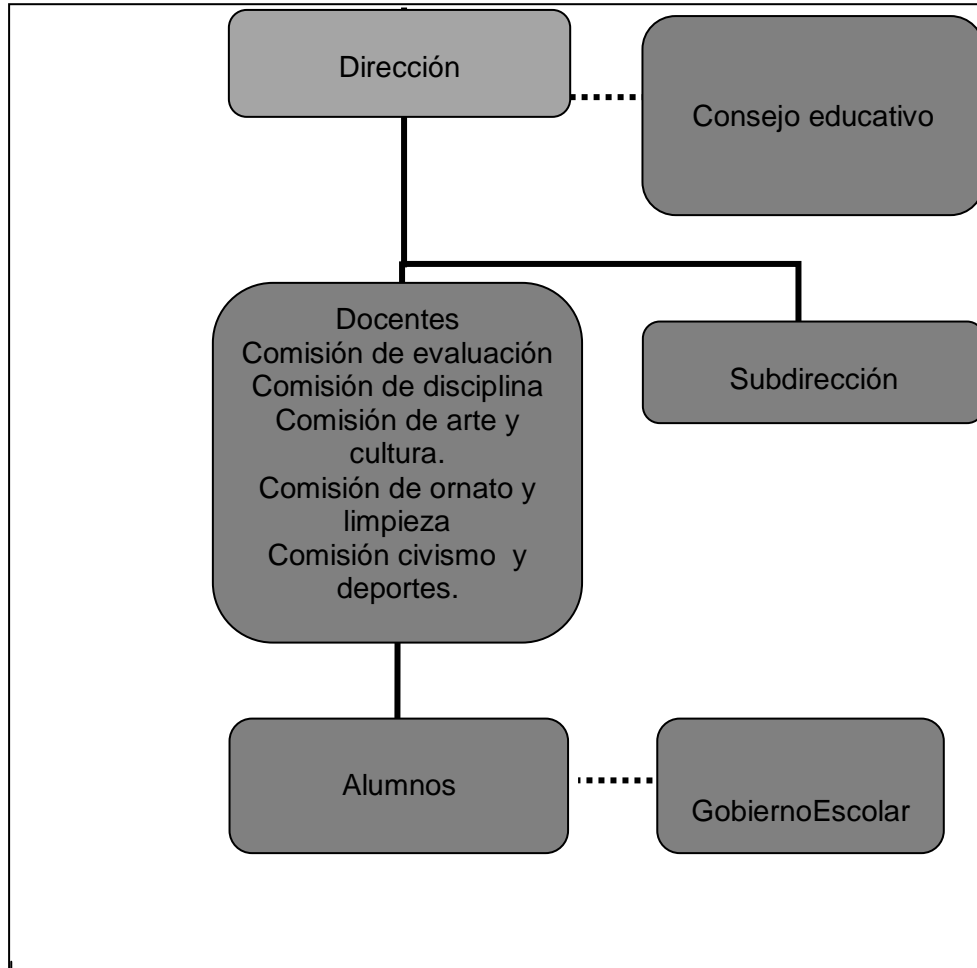 Dirección
Consejo educativo
Docentes
Comisión de evaluación
Comisión de disciplina
Comisión de arte y
cultura.
Comisión de ornato y
limpieza
Comisión civismo  y
deportes.
Subdirección
Alumnos
GobiernoEscolar